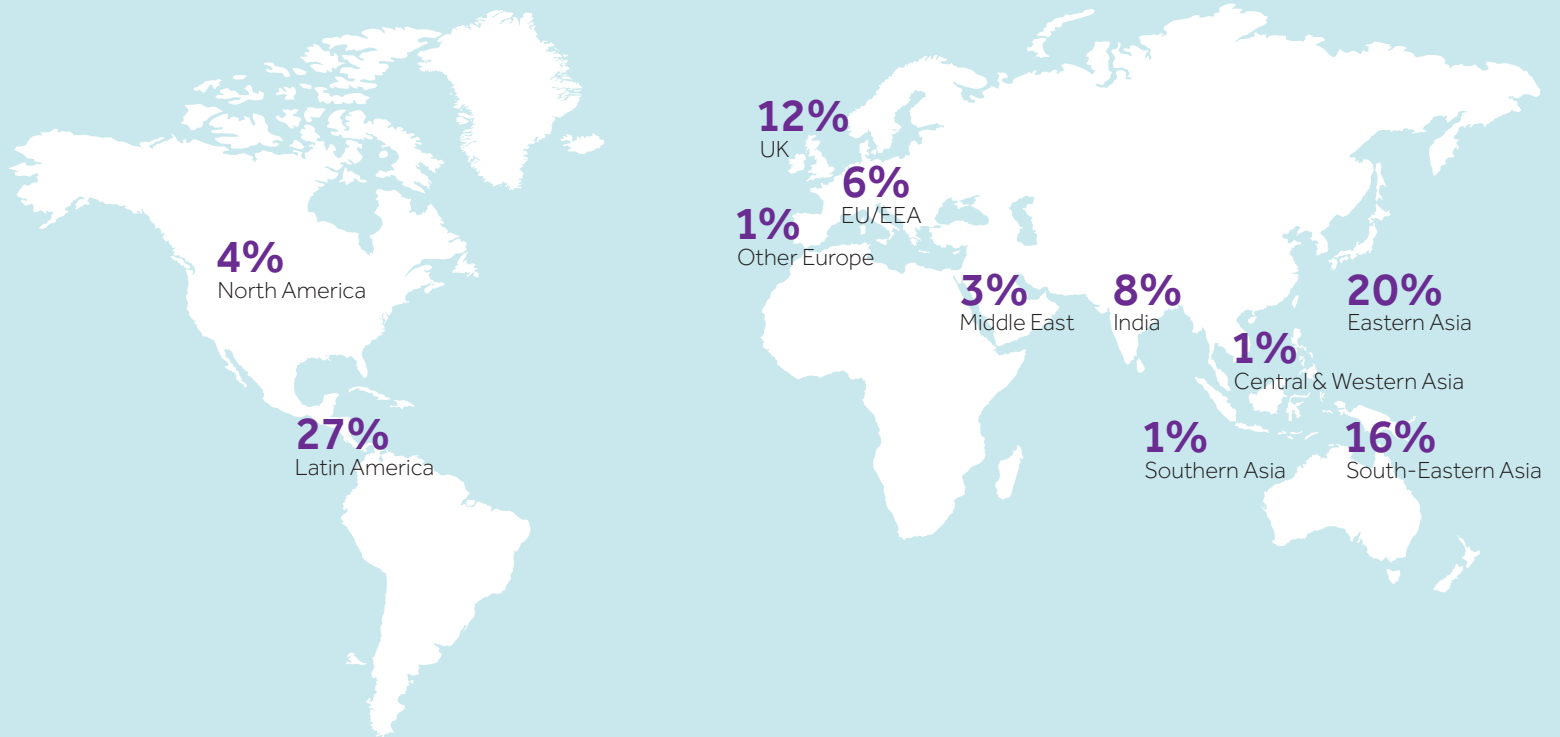 12%
UK
6%
EU/EEA
1%
Other Europe
4%
North America
3%
Middle East
8%
India
20%
Eastern Asia
1%
Central & Western Asia
27%
Latin America
1%
Southern Asia
16%
South-Eastern Asia